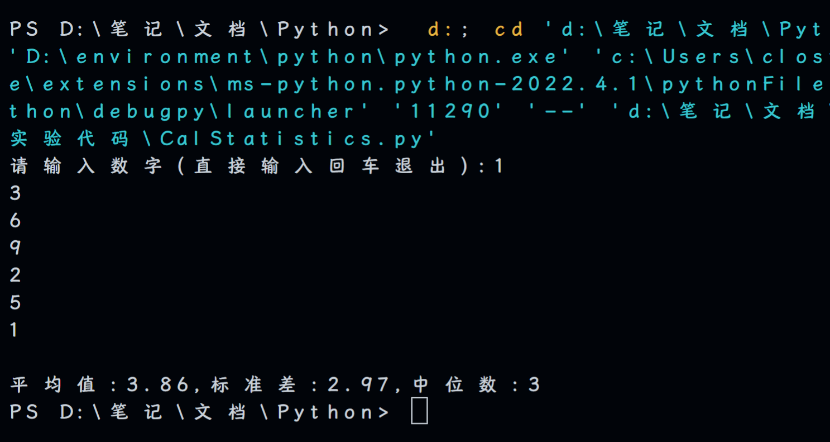 PS D:\笔记\文档\Python>  d:; cd 'd:\笔记\文档\Pyt
'D:\environment\python\python.exe' 'c:\Users\clos
e\extensions\ms-python.python-2022.4.1\pythonFile
thon\debugpy\launcher' '11290' '--' 'd:\笔记\文档\
实验代码\CalStatistics.py'
请输入数字(直接输入回车退出):1
3
6
9
2
5
1
平均值:3.86,标准差:2.97,中位数:3
PS D:\笔记\文档\Python>